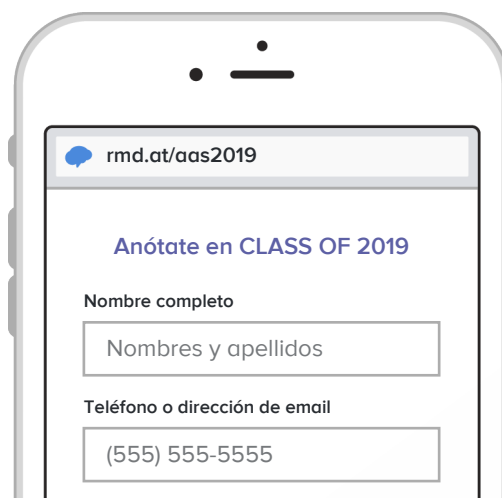 rmd.at/aas2019
Anótate en CLASS OF 2019
Nombre completo
Nombres y apellidos
Teléfono o dirección de email
(555) 555-5555